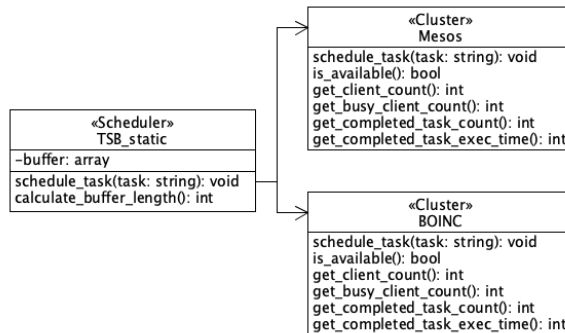 «Cluster»
Mesos
schedule_task(task: string): void
is_available(): bool
get_client_count(): int
get_busy_client_count(): int
get_completed_task_count(): int
get_completed_task_exec_time(): int
«Scheduler»
TSB_static
-buffer: array
schedule_task(task: string): void
calculate_buffer_length(): int
«Cluster»
BOINC
schedule_task(task: string): void
is_available(): bool
get_client_count(): int
get_busy_client_count(): int
get_completed_task_count(): int
get_completed_task_exec_time(): int